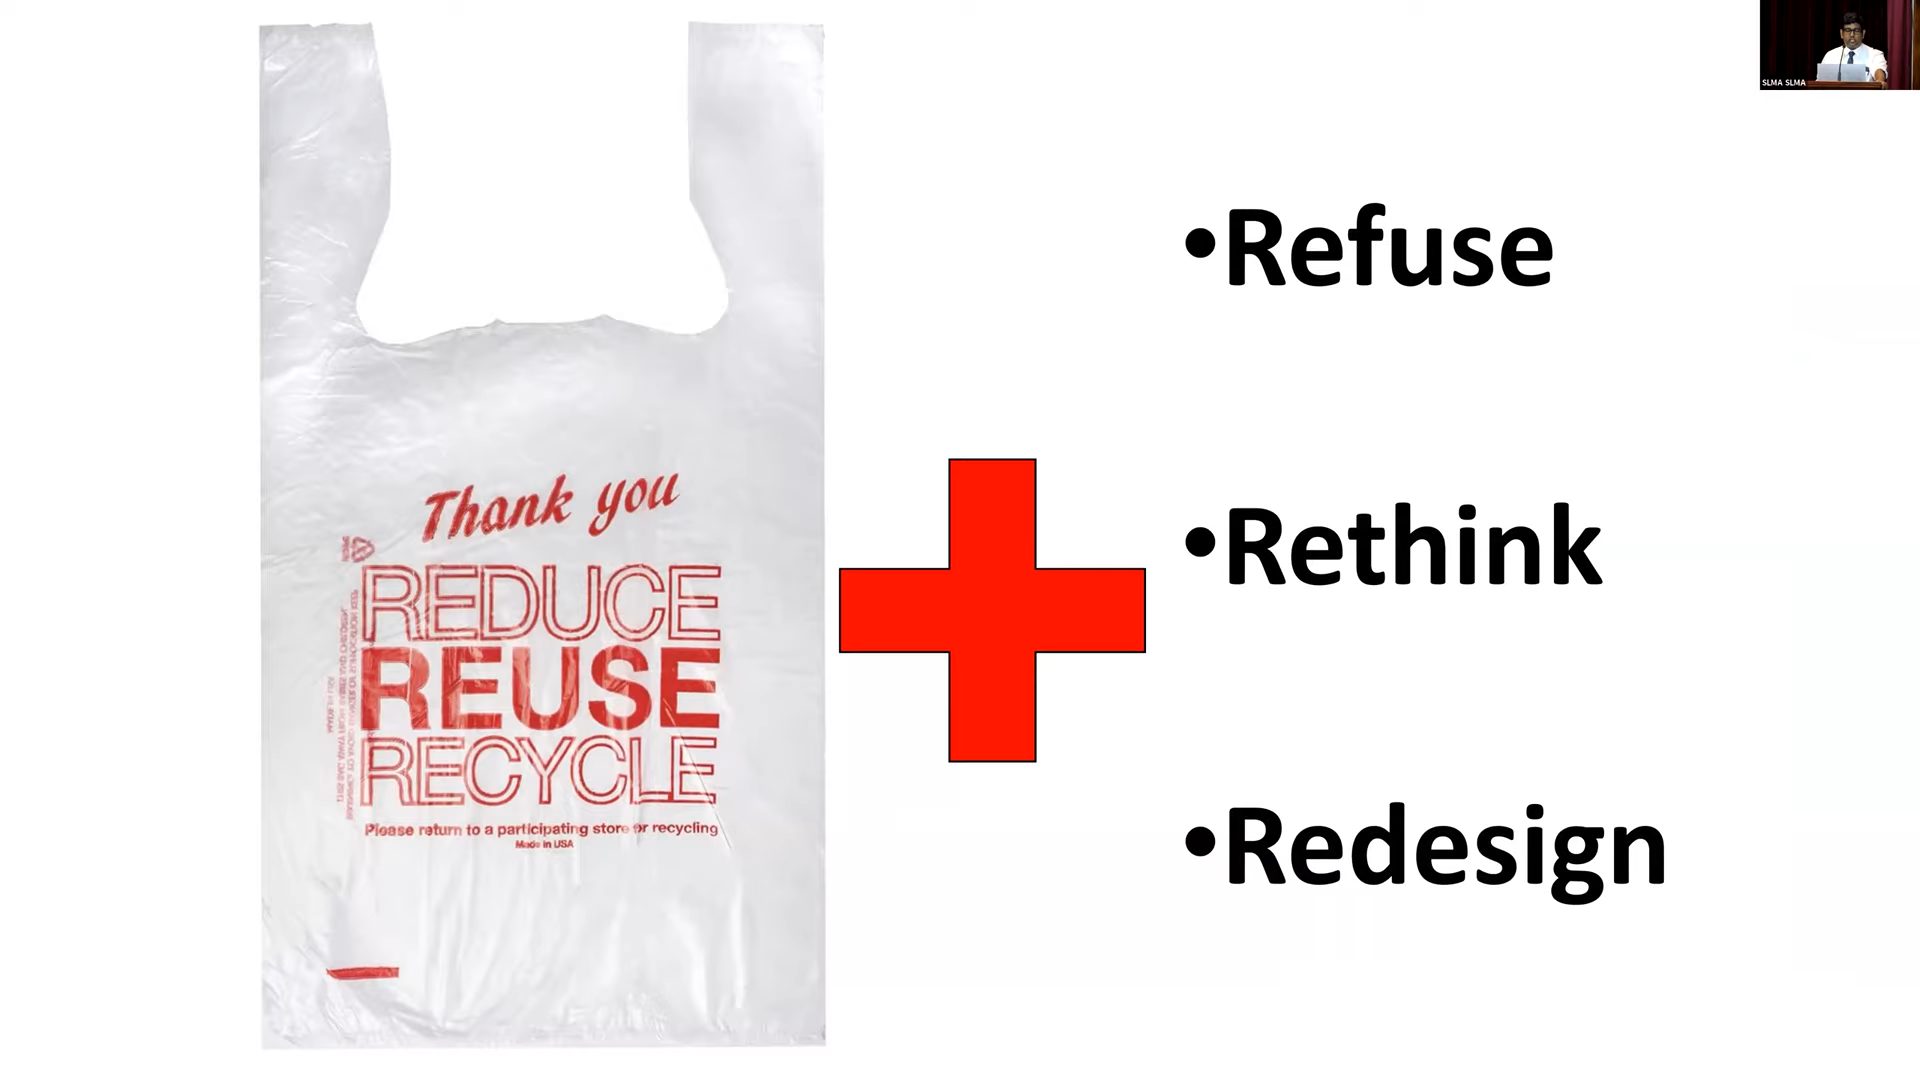 SLMA SLMA
Thank you
REDUCE
REUSE
RECYCLE
Please return to a participating store for recycling
Made in USA
•Refuse
•Rethink
•Redesign